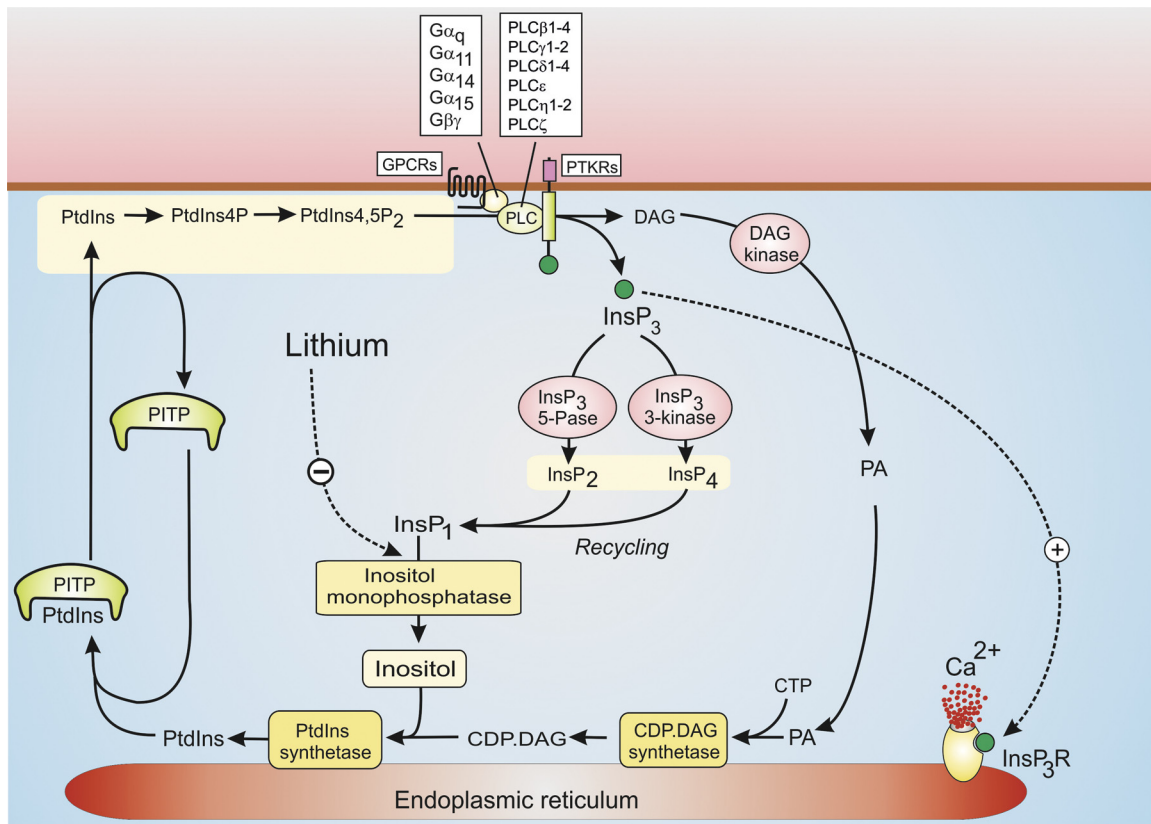 Gαq
Gα11
Gα14
Gα15
Gβγ
PLCβ1-4
PLCγ1-2
PLCδ1-4
PLCε
PLCη1-2
PLCζ
GPCRs
PTKRs
PtdIns
PtdIns4P
PtdIns4,5P2
PLC
DAG
DAG
kinase
InsP3
Lithium
InsP3
5-Pase
InsP3
3-kinase
PITP
−
InsP2
InsP4
PA
InsP1
Recycling
+
Inositol
monophosphatase
PITP
PtdIns
Inositol
Ca2+
CTP
PtdIns
PtdIns
synthetase
CDP.DAG
CDP.DAG
synthetase
PA
InsP3R
Endoplasmic reticulum